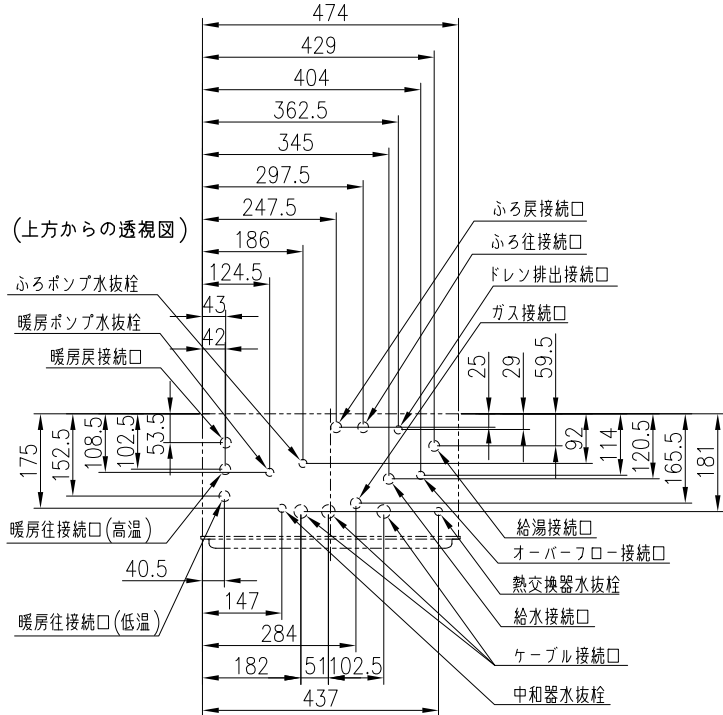 474
429
404
362.5
345
297.5
247.5
ふろ戻接続口
(上方からの透視図)
186
ふろ往接続口
ドレン排出接続口
124.5
ふろポンプ水抜栓
43
ガス接続口
暖房ポンプ水抜栓
42
暖房戻接続口
25
29
59.5
175
152.5
108.5
102.5
53.5
92
114
120.5
165.5
181
暖房往接続口(高温)
給湯接続口
オーバーフロー接続口
40.5
熱交換器水抜栓
147
給水接続口
暖房往接続口(低温)
284
ケーブル接続口
182
51
102.5
中和器水抜栓
437